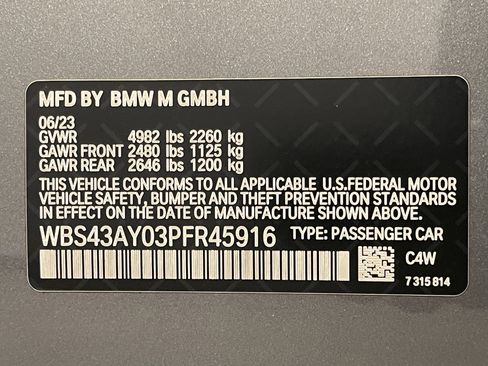 MFD BY BMW M GMBH
06/23
GVWR 4982 lbs 2260 kg
GAWR FRONT 2480 lbs 1125 kg
GAWR REAR 2646 lbs 1200 kg
THIS VEHICLE CONFORMS TO ALL APPLICABLE U.S.FEDERAL MOTOR
VEHICLE SAFETY, BUMPER AND THEFT PREVENTION STANDARDS
IN EFFECT ON THE DATE OF MANUFACTURE SHOWN ABOVE.
WBS43AY03PFR45916 TYPE: PASSENGER CAR
C4W
7 315 814